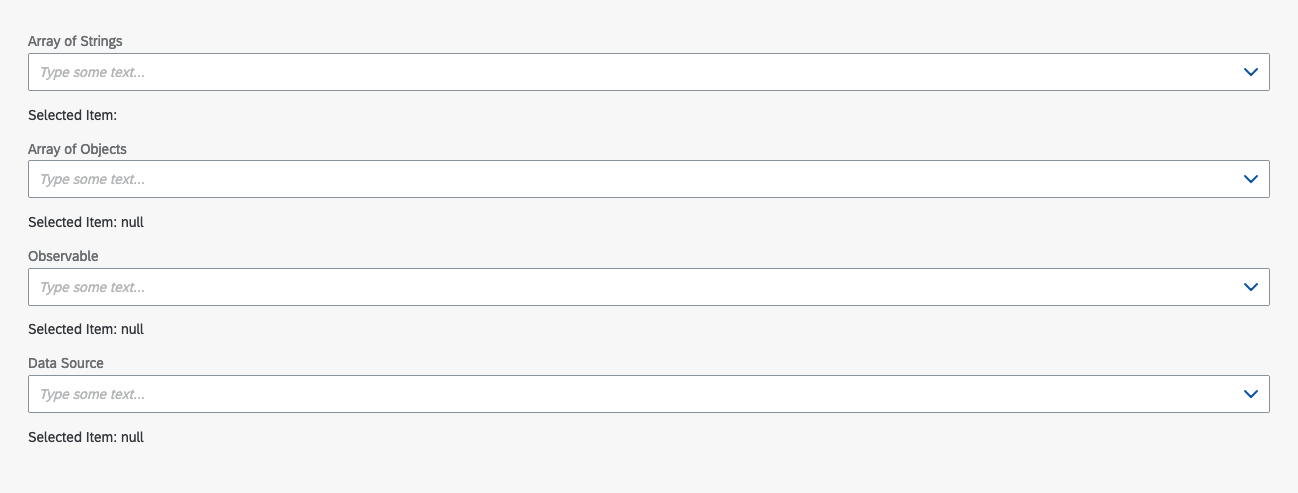 Array of Strings
Type some text...
Selected Item:
Array of Objects
Type some text...
Selected Item: null
Observable
Type some text...
Selected Item: null
Data Source
Type some text...
Selected Item: null